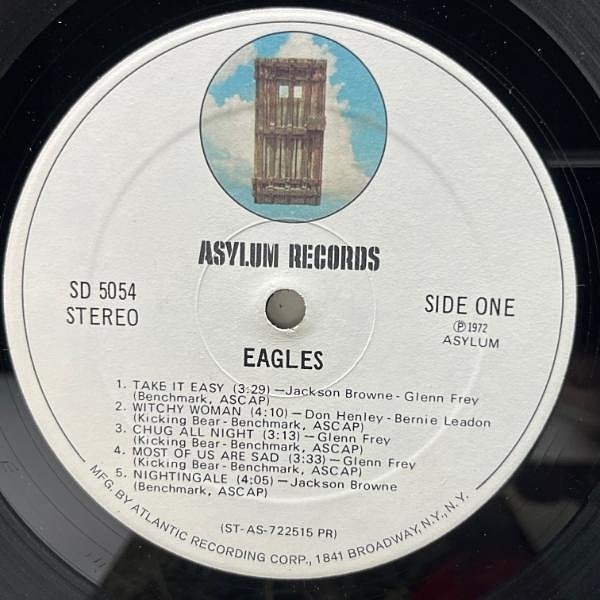 ASYLUM RECORDS
SD 5054
STEREO
SIDE ONE
Ⓟ 1972
ASYLUM
EAGLES
1. TAKE IT EASY (3:29) — Jackson Browne - Glenn Frey
(Benchmark, ASCAP)
2. WITCHY WOMAN (4:10) — Don Henley - Bernie Leadon
(Kicking Bear - Benchmark, ASCAP)
3. CHUG ALL NIGHT (3:13) — Glenn Frey
(Kicking Bear - Benchmark, ASCAP)
4. MOST OF US ARE SAD (3:33) — Glenn Frey
(Kicking Bear - Benchmark, ASCAP)
5. NIGHTINGALE (4:05) — Jackson Browne
(Benchmark, ASCAP)
(ST-AS-722515 PR)
MFG. BY ATLANTIC RECORDING CORP., 1841 BROADWAY, N.Y., N.Y.